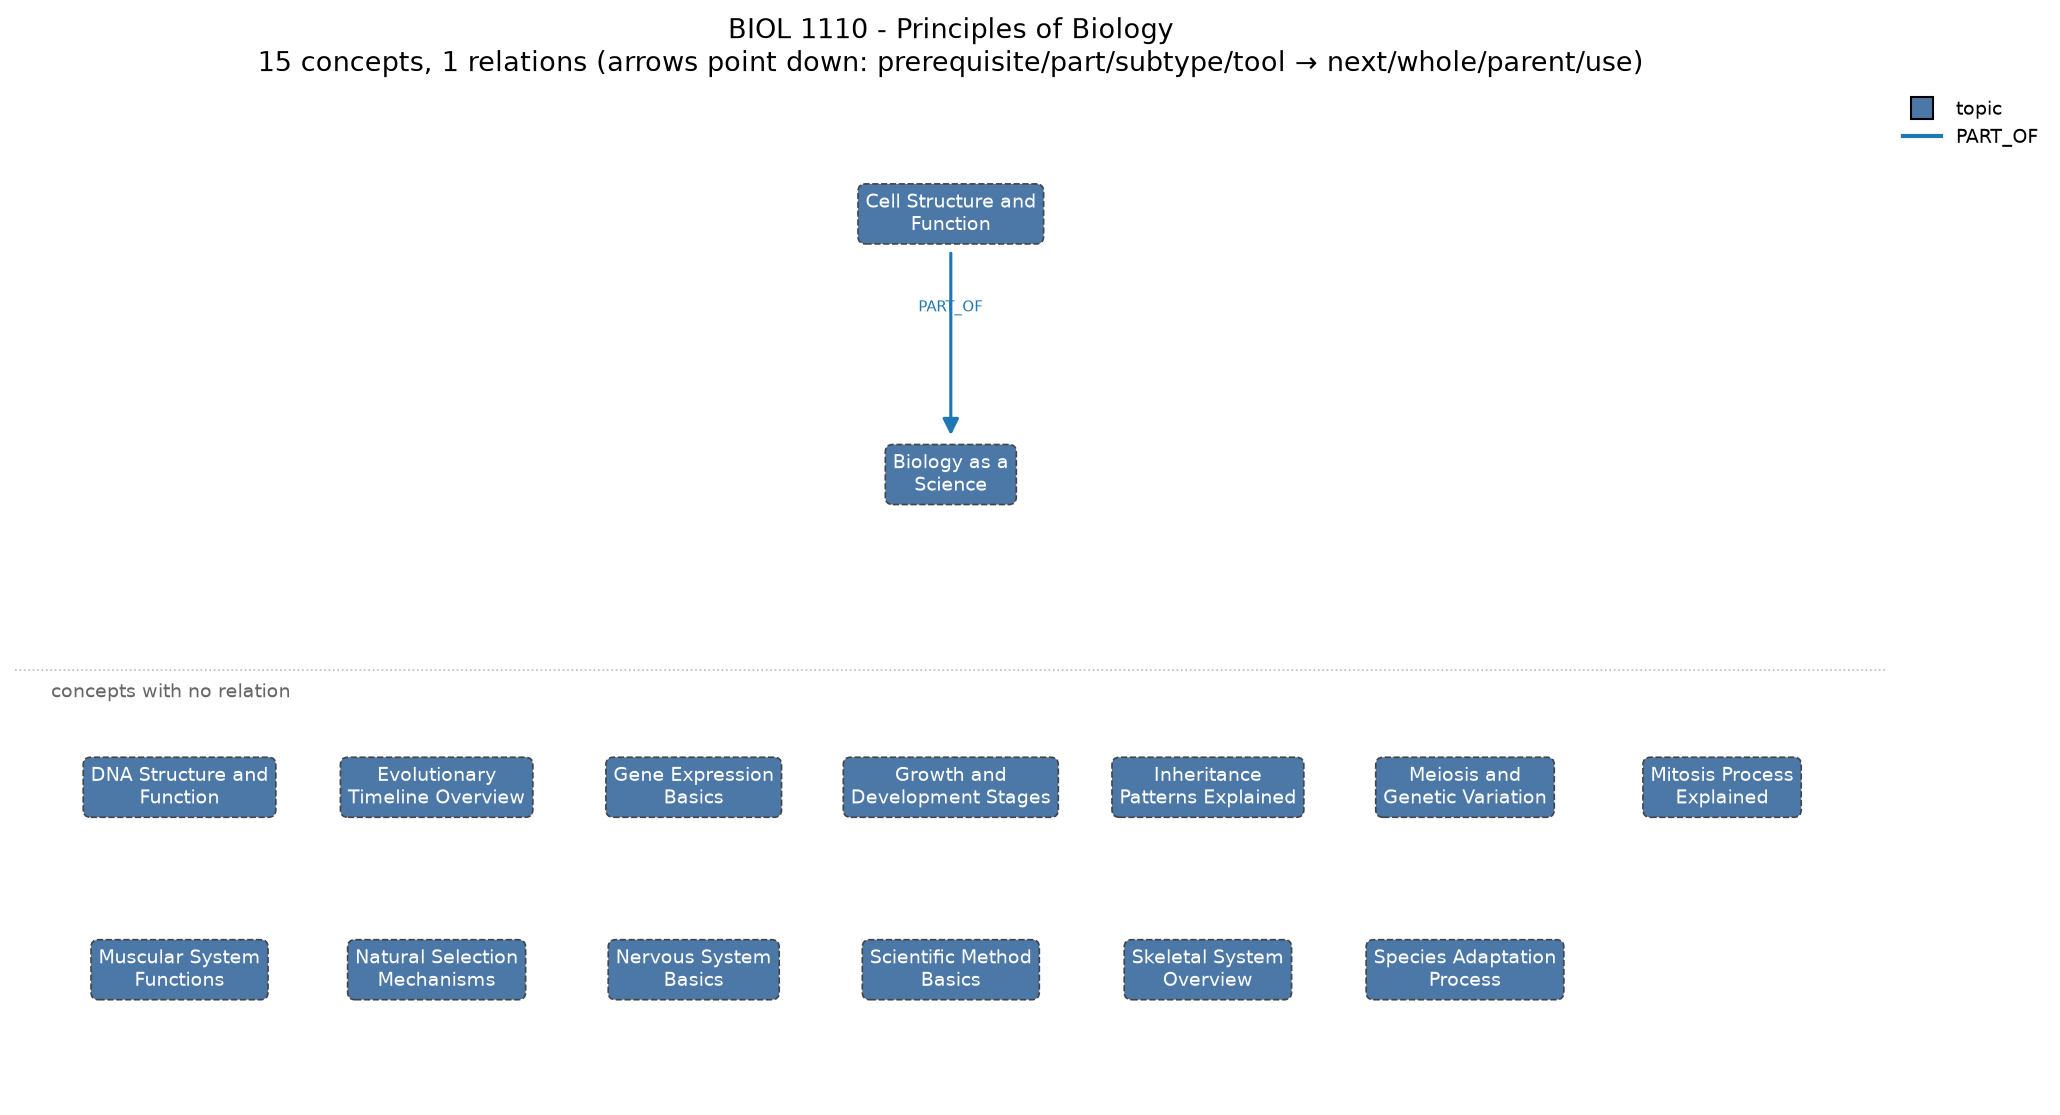 BIOL 1110 - Principles of Biology
15 concepts, 1 relations (arrows point down: prerequisite/part/subtype/tool → next/whole/parent/use)
topic
PART_OF
Cell Structure and
Function
PART_OF
Biology as a
Science
concepts with no relation
DNA Structure and
Function
Evolutionary
Timeline Overview
Gene Expression
Basics
Growth and
Development Stages
Inheritance
Patterns Explained
Meiosis and
Genetic Variation
Mitosis Process
Explained
Muscular System
Functions
Natural Selection
Mechanisms
Nervous System
Basics
Scientific Method
Basics
Skeletal System
Overview
Species Adaptation
Process